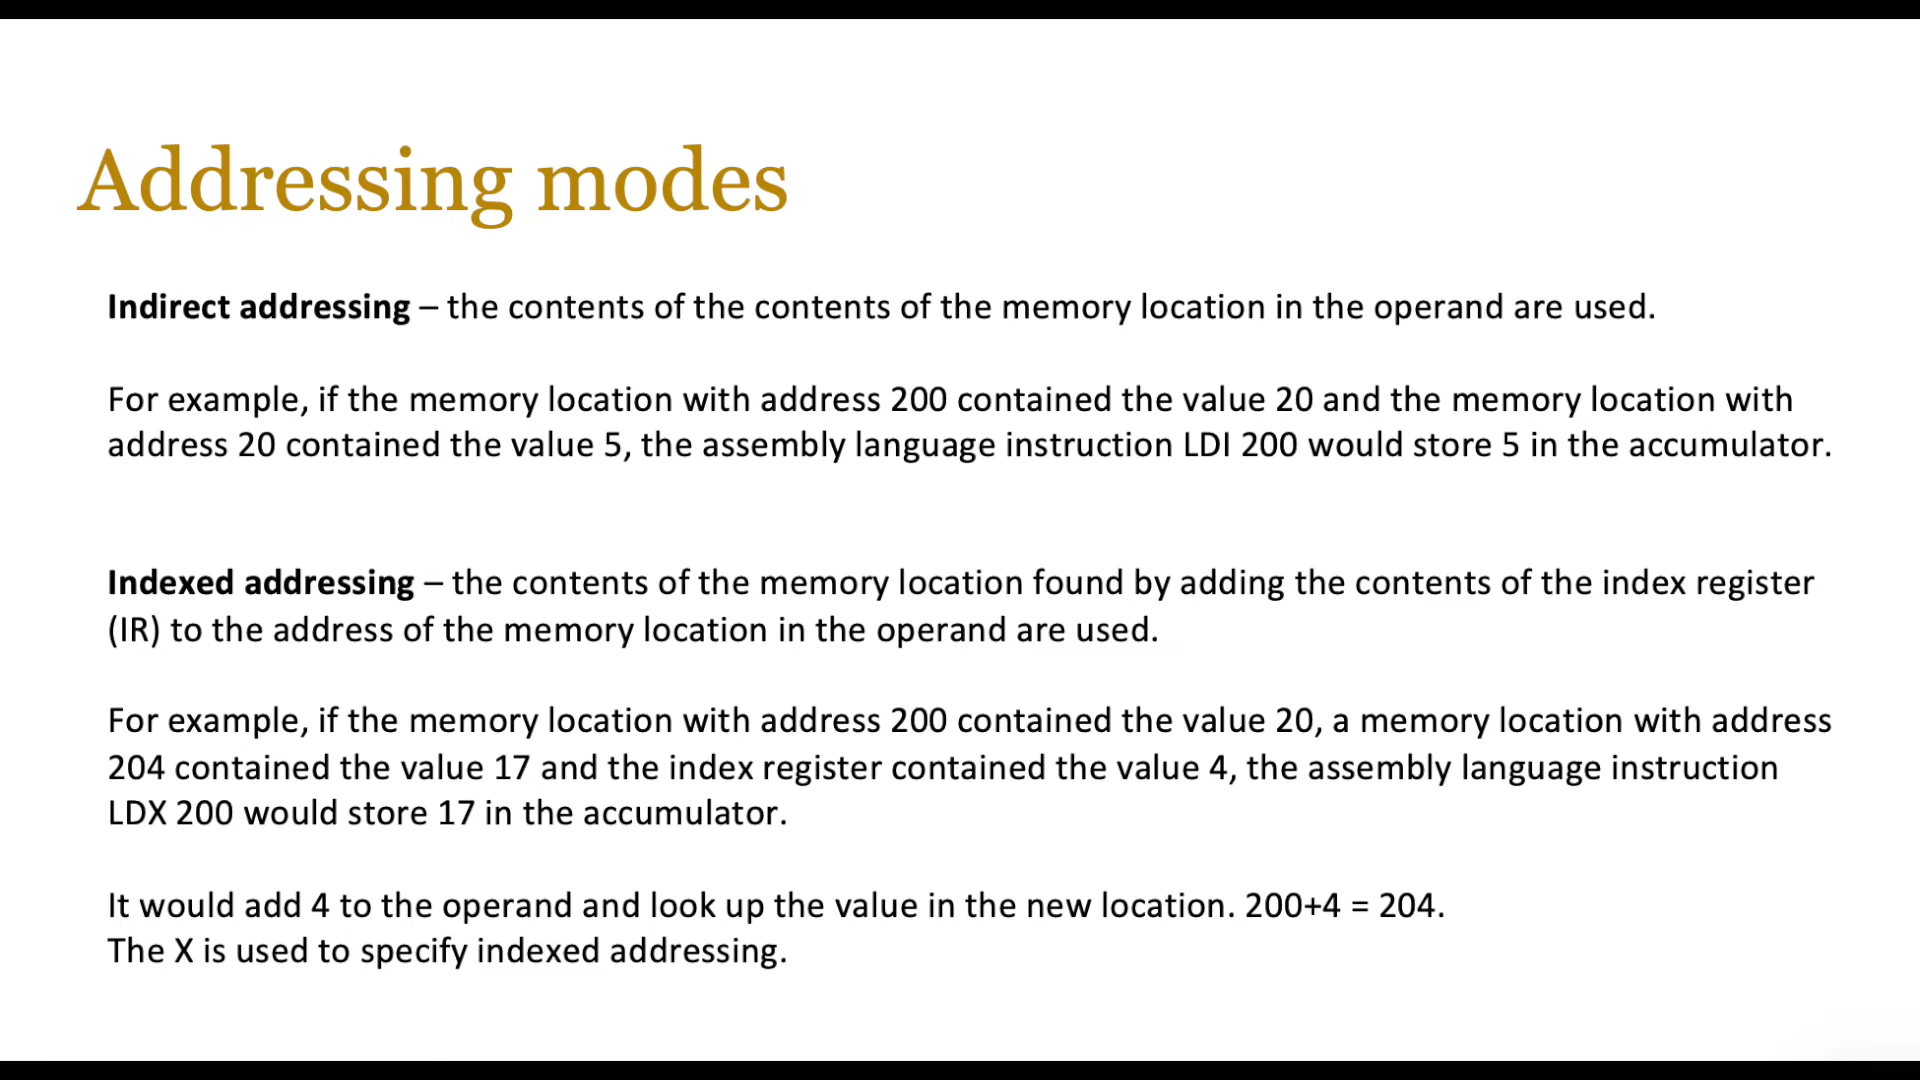 Addressing modes
Indirect addressing – the contents of the contents of the memory location in the operand are used.
For example, if the memory location with address 200 contained the value 20 and the memory location with
address 20 contained the value 5, the assembly language instruction LDI 200 would store 5 in the accumulator.
Indexed addressing – the contents of the memory location found by adding the contents of the index register
(IR) to the address of the memory location in the operand are used.
For example, if the memory location with address 200 contained the value 20, a memory location with address
204 contained the value 17 and the index register contained the value 4, the assembly language instruction
LDX 200 would store 17 in the accumulator.
It would add 4 to the operand and look up the value in the new location. 200+4 = 204.
The X is used to specify indexed addressing.